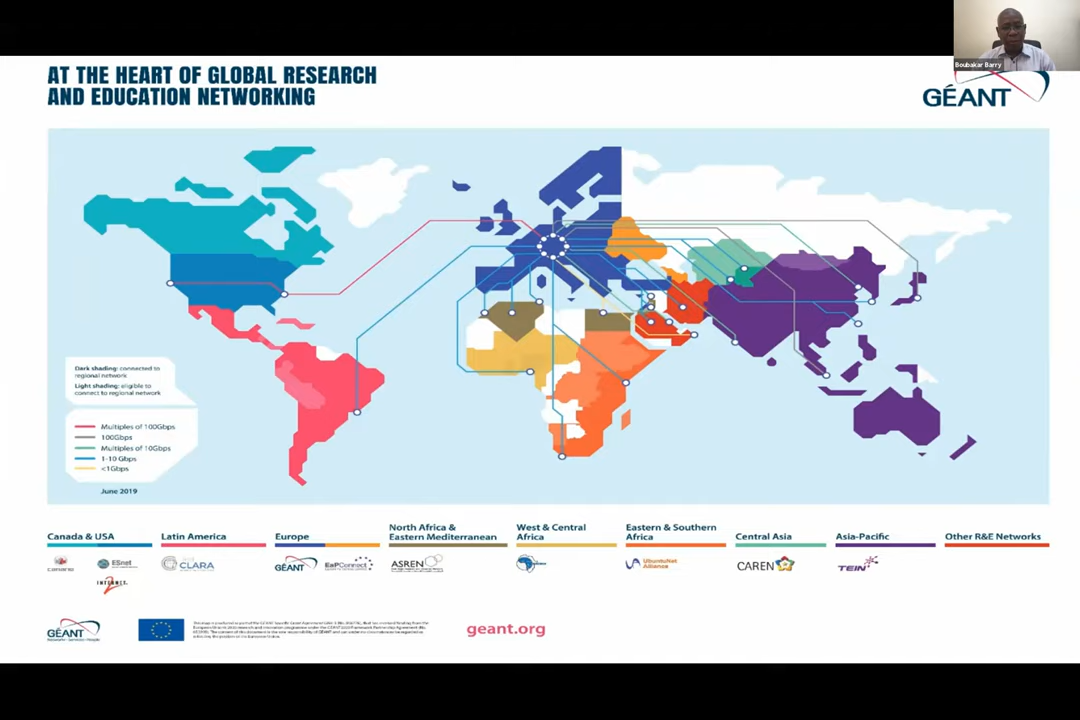 Boubakar Barry
AT THE HEART OF GLOBAL RESEARCH
AND EDUCATION NETWORKING
GÉANT
Dark shading: connected to
regional network
Light shading: eligible to
connect to regional network
Multiples of 100Gbps
100Gbps
Multiples of 10Gbps
1-10 Gbps
<1Gbps
June 2019
Canada & USA
Latin America
Europe
North Africa &
Eastern Mediterranean
West & Central
Africa
Eastern & Southern
Africa
Central Asia
Asia-Pacific
Other R&E Networks
canarie
ESnet
INTERNET
2
CLARA
GÉANT
EaPConnect
ASREN
UbuntuNet
Alliance
CAREN
TEIN
GÉANT
geant.org